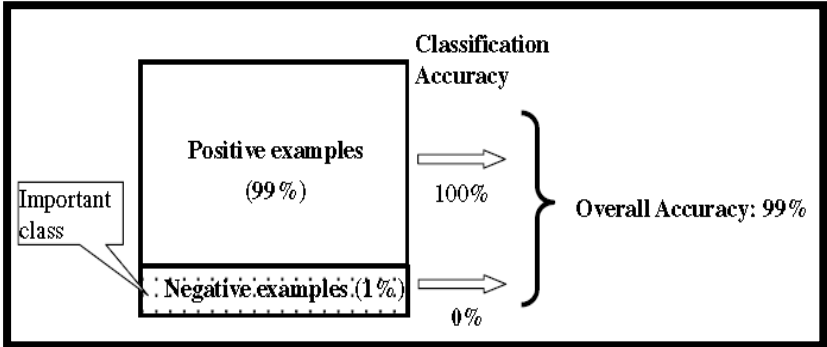 Classification
Accuracy
Positive examples
(99%)
100%
Important
class
Overall Accuracy: 99%
Negative examples (1%)
0%